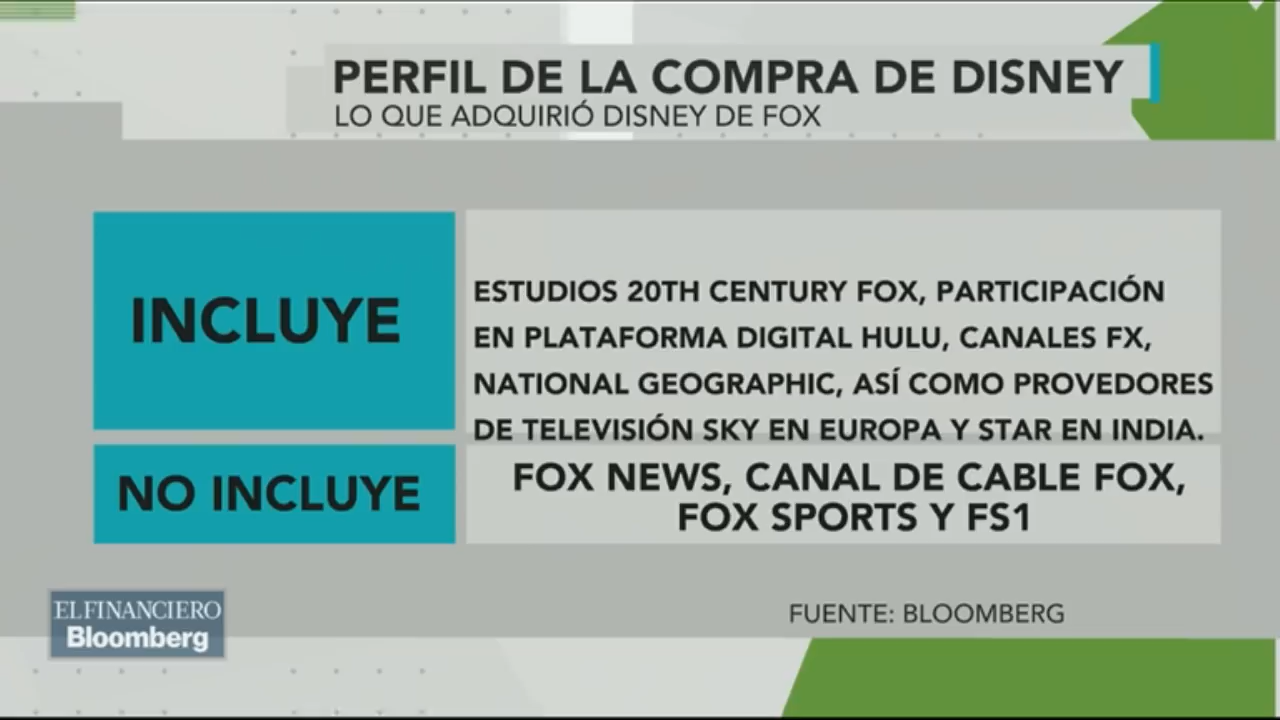 PERFIL DE LA COMPRA DE DISNEY
LO QUE ADQUIRIÓ DISNEY DE FOX
INCLUYE
ESTUDIOS 20TH CENTURY FOX, PARTICIPACIÓN
EN PLATAFORMA DIGITAL HULU, CANALES FX,
NATIONAL GEOGRAPHIC, ASÍ COMO PROVEDORES
DE TELEVISIÓN SKY EN EUROPA Y STAR EN INDIA.
NO INCLUYE
FOX NEWS, CANAL DE CABLE FOX,
FOX SPORTS Y FS1
EL FINANCIERO
Bloomberg
FUENTE: BLOOMBERG